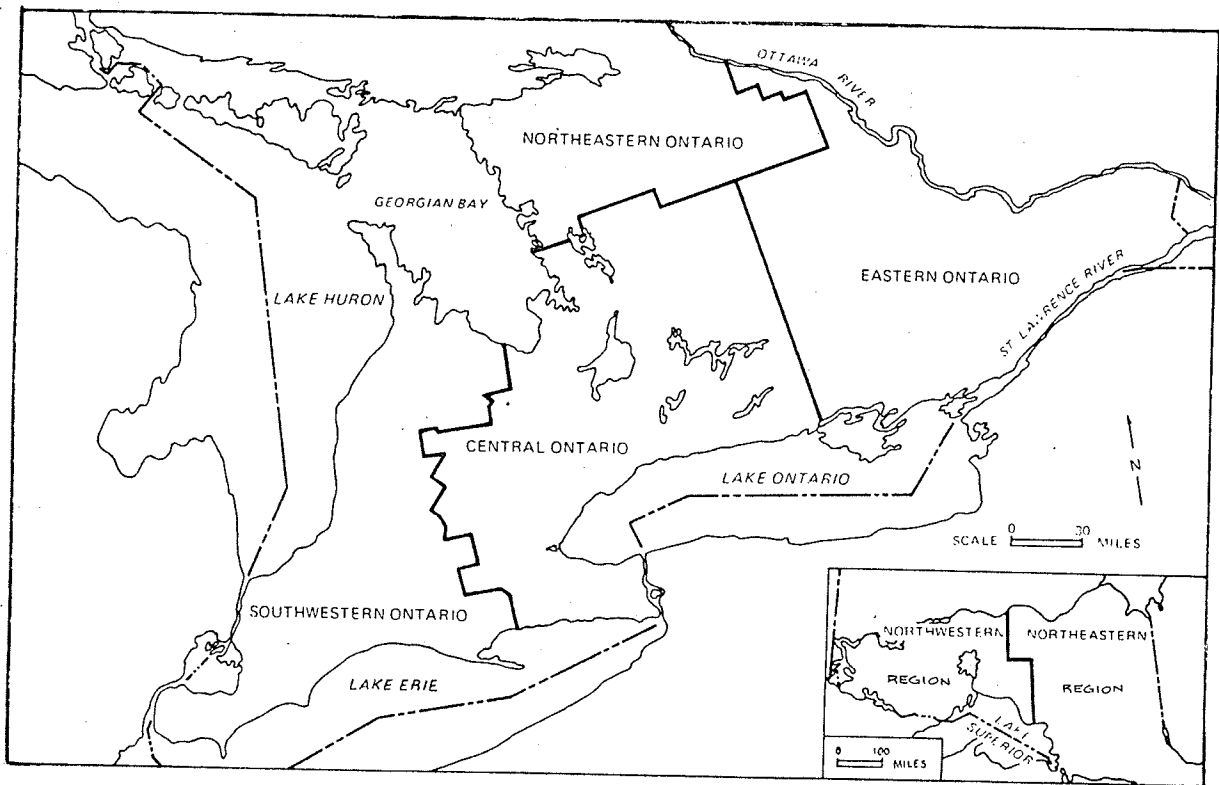 OTTAWA RIVER
NORTHEASTERN ONTARIO
GEORGIAN BAY
EASTERN ONTARIO
LAKE HURON
ST LAWRENCE RIVER
CENTRAL ONTARIO
LAKE ONTARIO
N
SCALE 0 30 MILES
SOUTHWESTERN ONTARIO
LAKE ERIE
NORTHWESTERN
REGION
NORTHEASTERN
REGION
LAKE
SUPERIOR
0 100
MILES